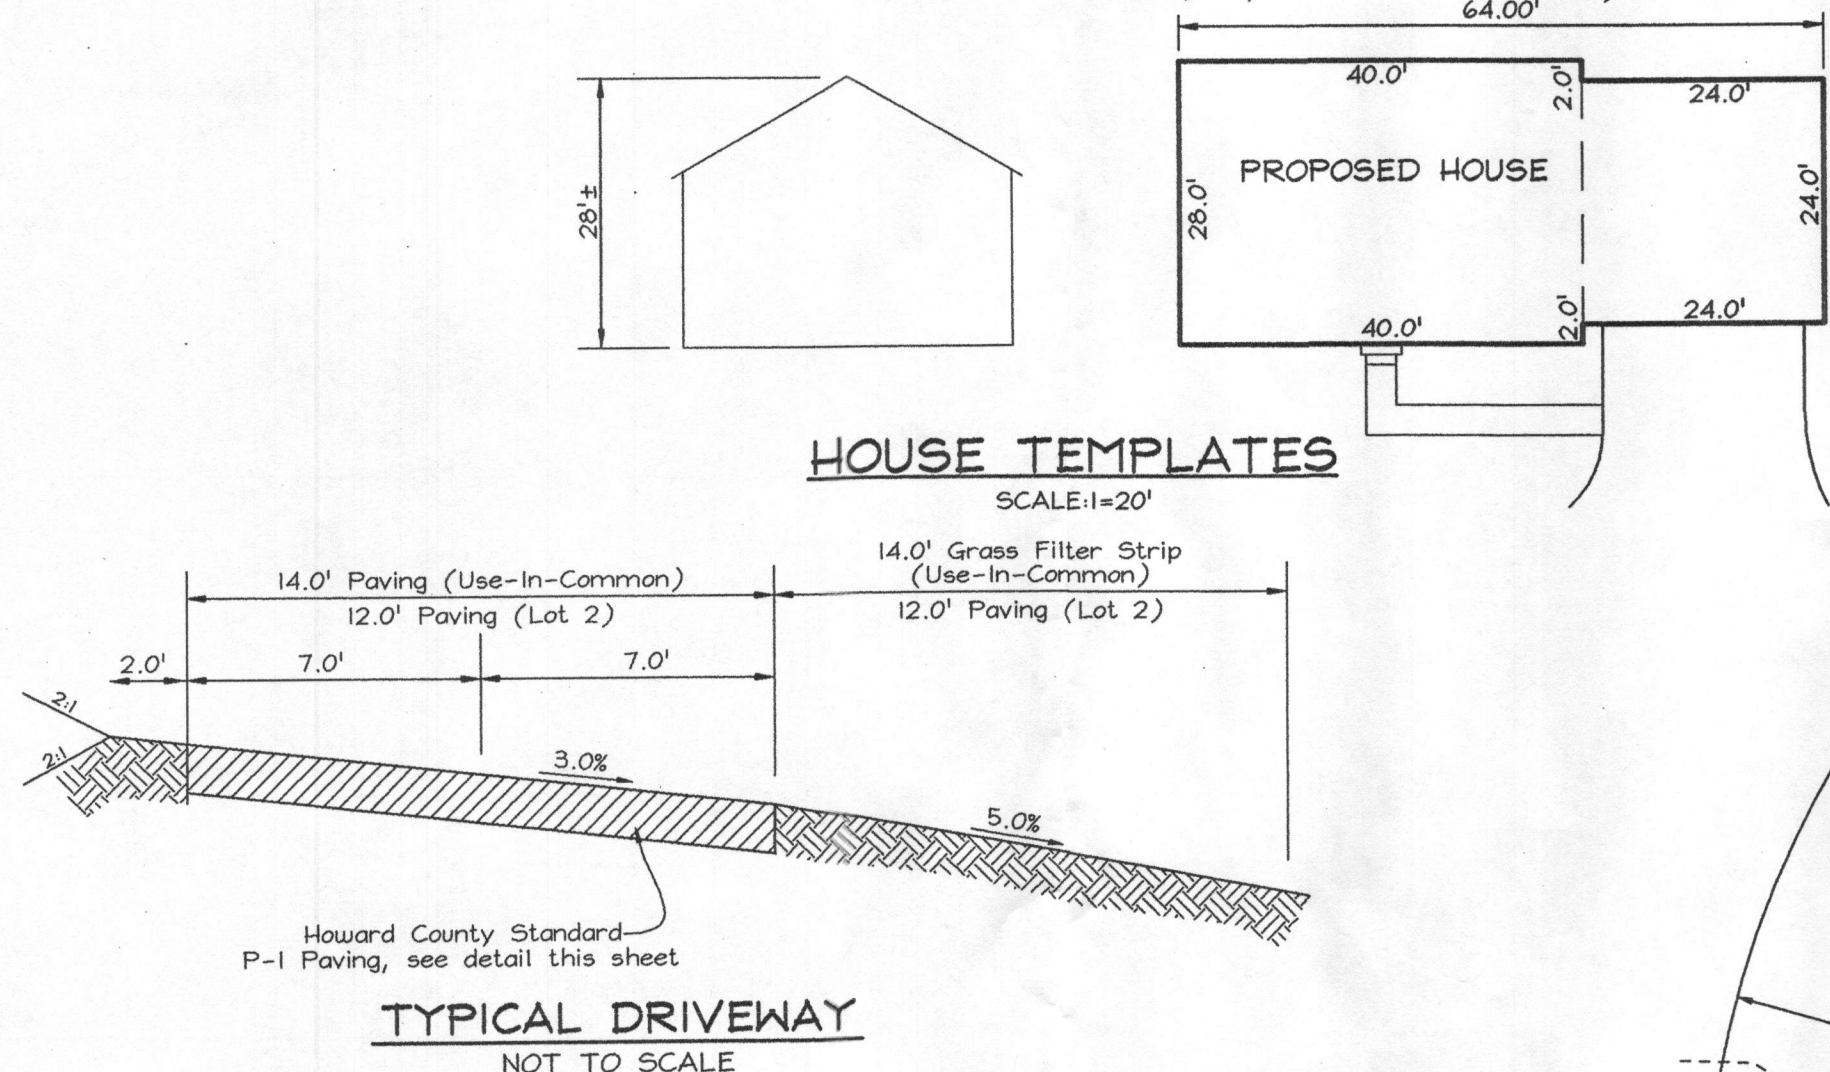 64.00'
40.0'
2.0'
24.0'
PROPOSED HOUSE
28.0'
24.0'
28'±
2.0'
24.0'
40.0'
HOUSE TEMPLATES
SCALE:1=20'
14.0' Paving (Use-In-Common)
12.0' Paving (Lot 2)
14.0' Grass Filter Strip
(Use-In-Common)
12.0' Paving (Lot 2)
2.0'
7.0'
7.0'
2:1
2:1
3.0%
5.0%
Howard County Standard
P-1 Paving, see detail this sheet
TYPICAL DRIVEWAY
NOT TO SCALE